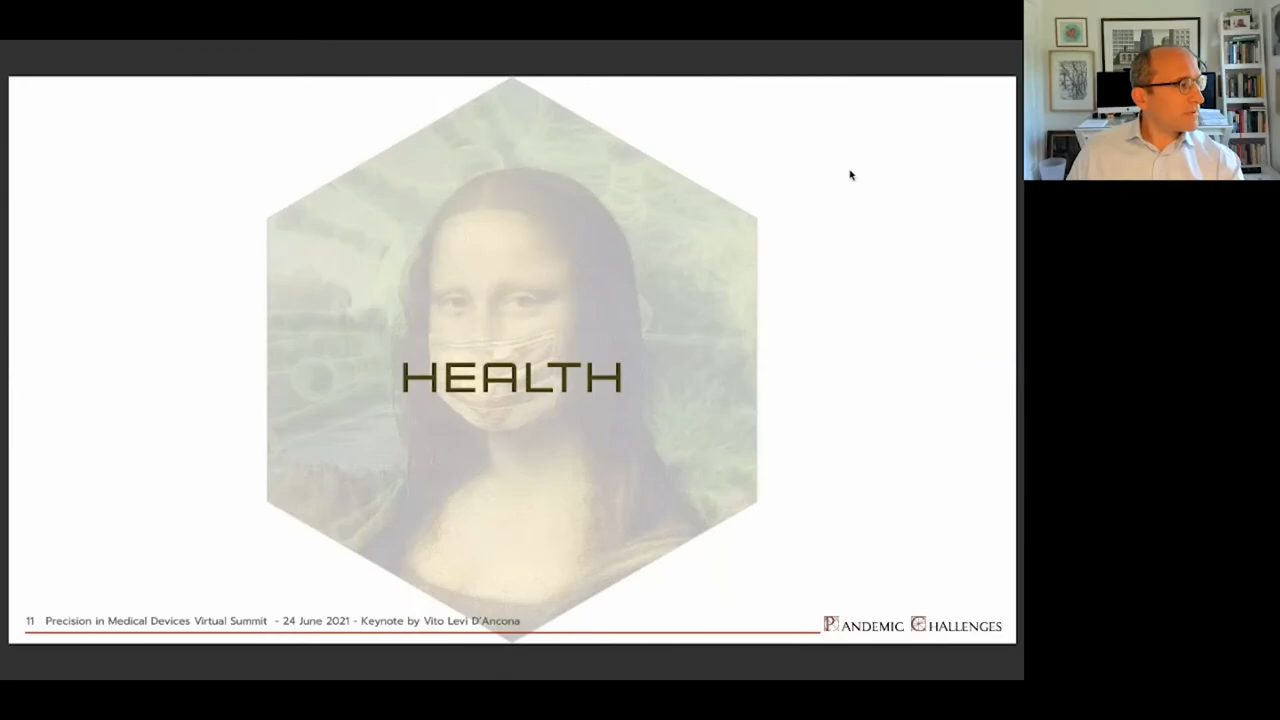 HEALTH
11 Precision in Medical Devices Virtual Summit - 24 June 2021 - Keynote by Vito Levi D'Ancona
PANDEMIC CHALLENGES